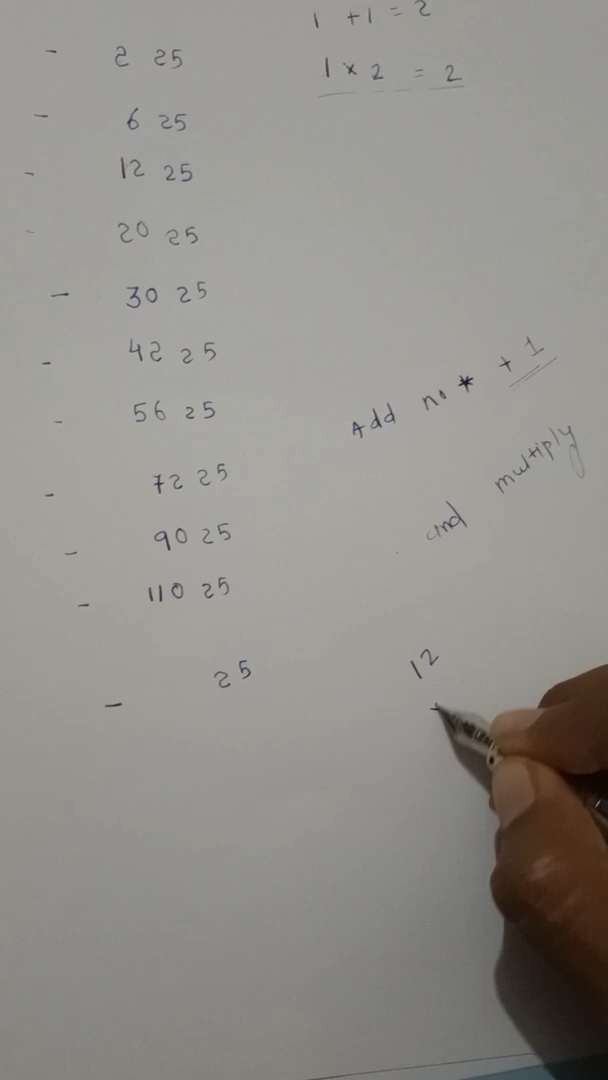 1 + 1 = 2
- 2 25
1 × 2 = 2
- 6 25
- 12 25
- 20 25
- 30 25
- 42 25
- 56 25
Add no * + 1
- 72 25
and multiply
- 90 25
- 110 25
- 25
12